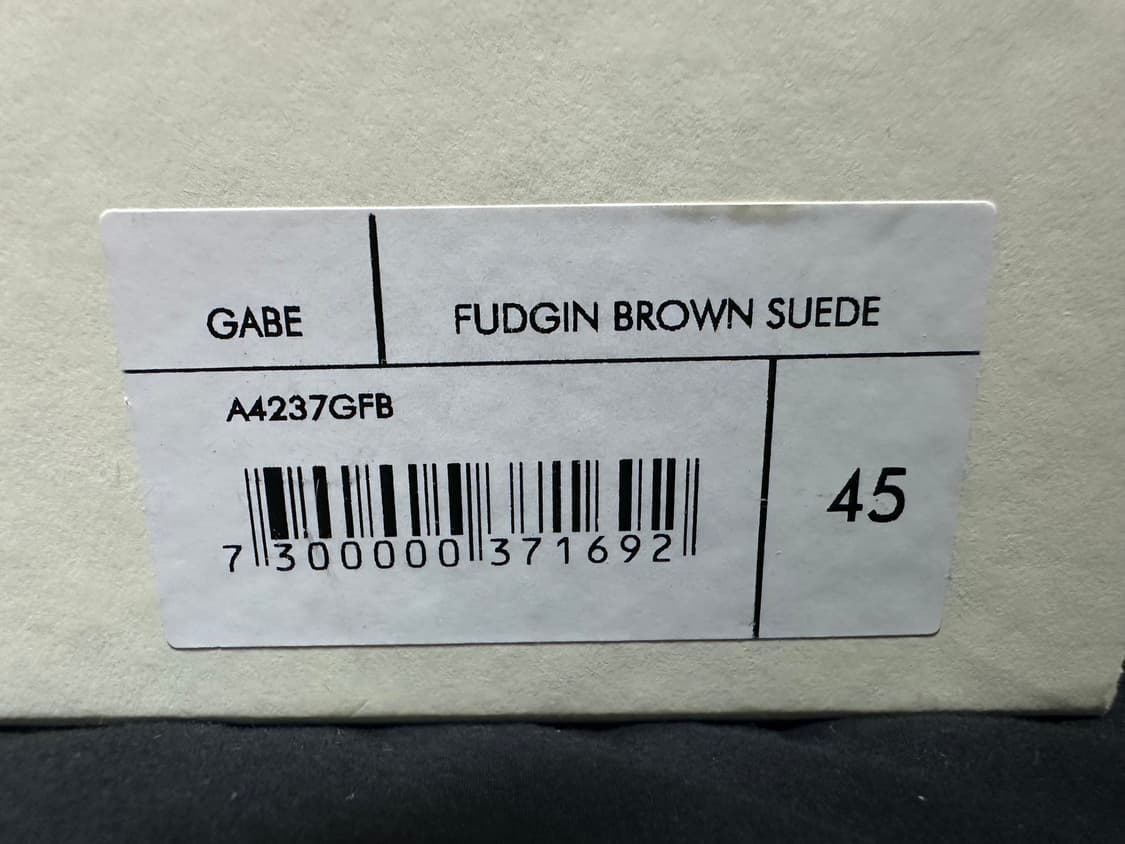 GABE
FUDGIN BROWN SUEDE
A4237GFB
7 300000 371692
45